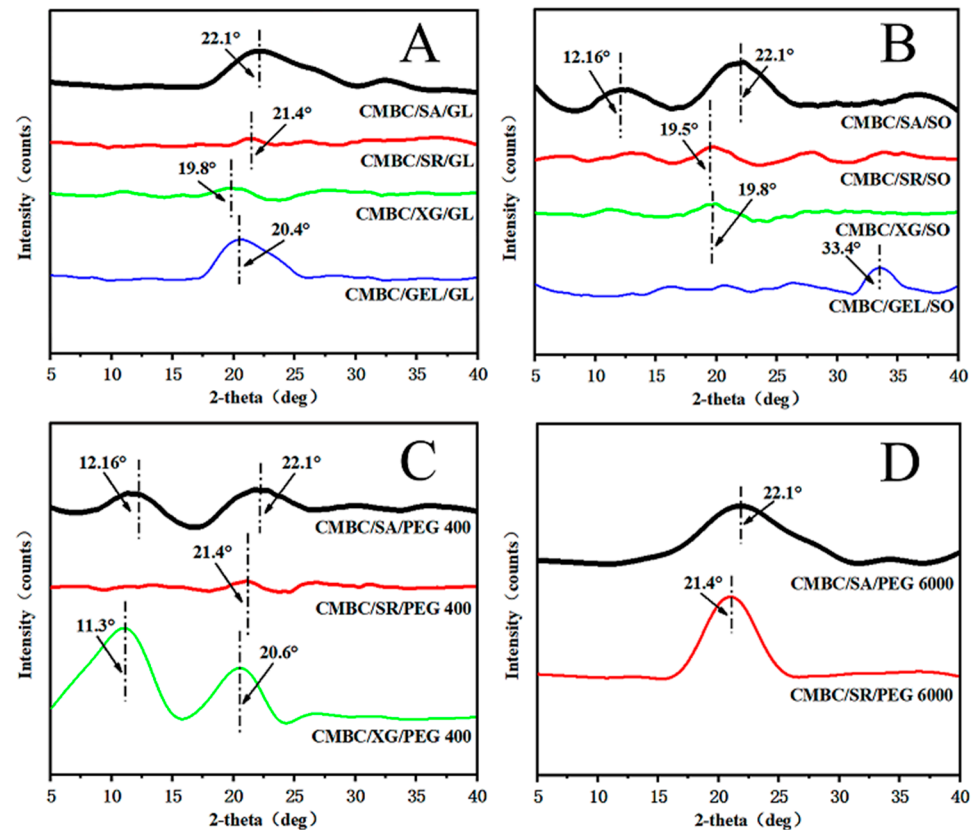 A
22.1°
CMBC/SA/GL
21.4°
CMBC/SR/GL
19.8°
CMBC/XG/GL
20.4°
CMBC/GEL/GL
Intensity (counts)
5 10 15 20 25 30 35 40
2-theta (deg)
B
12.16°
22.1°
CMBC/SA/SO
19.5°
CMBC/SR/SO
19.8°
CMBC/XG/SO
33.4°
CMBC/GEL/SO
Intensity (counts)
5 10 15 20 25 30 35 40
2-theta (deg)
C
12.16°
22.1°
CMBC/SA/PEG 400
21.4°
CMBC/SR/PEG 400
11.3°
20.6°
CMBC/XG/PEG 400
Intensity (counts)
5 10 15 20 25 30 35 40
2-theta (deg)
D
22.1°
CMBC/SA/PEG 6000
21.4°
CMBC/SR/PEG 6000
Intensity (counts)
5 10 15 20 25 30 35 40
2-theta (deg)